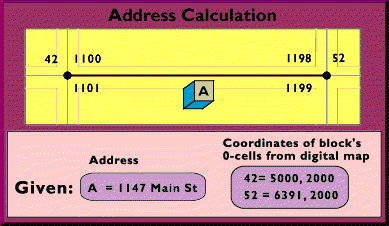 Address Calculation
42 1100 1198 52
1101 A 1199
Coordinates of block's
0-cells from digital map
Address
Given: A = 1147 Main St
42= 5000, 2000
52 = 6391, 2000